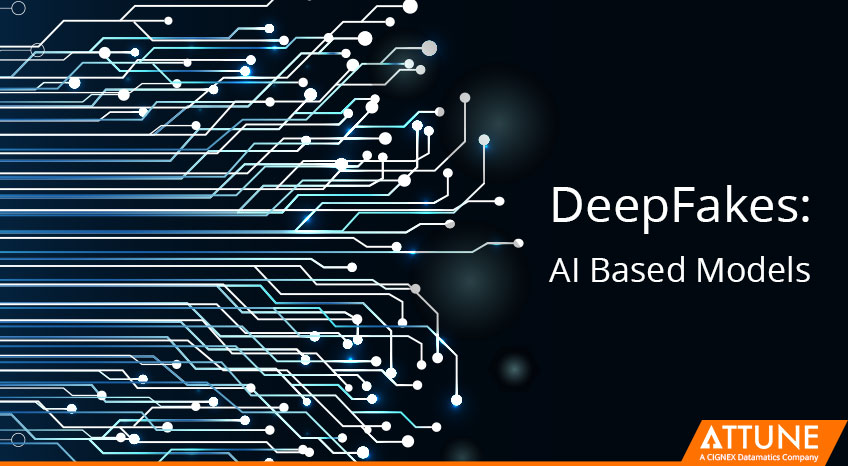 DeepFakes:
AI Based Models
ATTUNE
A CIGNEX Datamatics Company